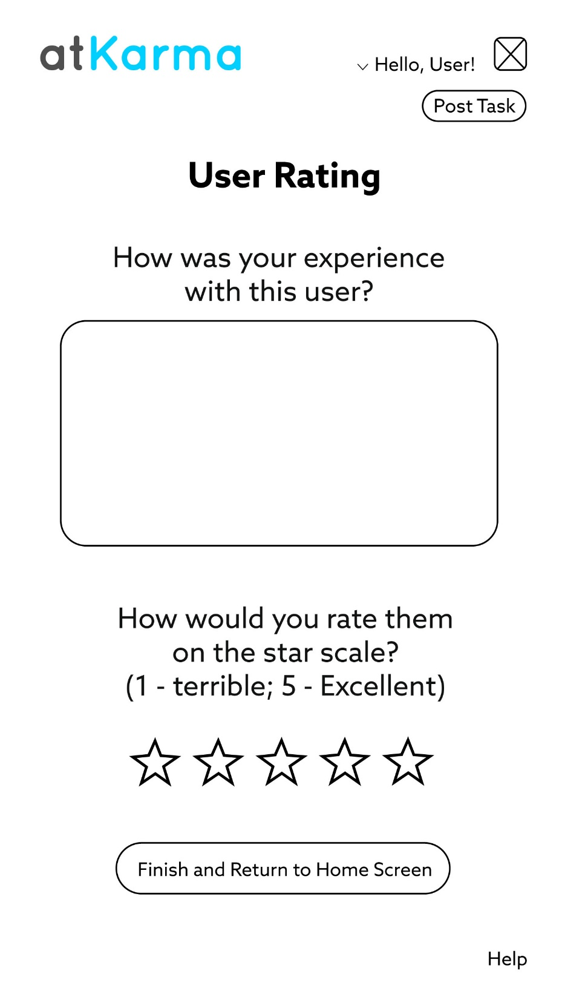 atKarma
Hello, User!
Post Task
User Rating
How was your experience
with this user?
How would you rate them
on the star scale?
(1 - terrible; 5 - Excellent)
Finish and Return to Home Screen
Help